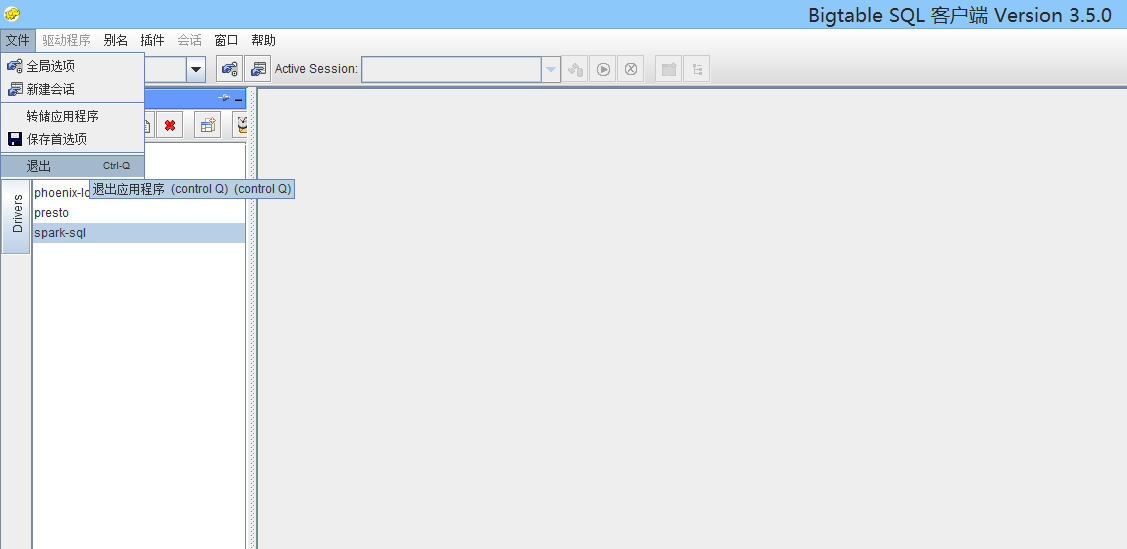 Bigtable SQL 客户端 Version 3.5.0
文件 驱动程序 别名 插件 会话 窗口 帮助
全局选项
Active Session:
新建会话
转储应用程序
保存首选项
退出 Ctrl-Q
退出应用程序 (control Q) (control Q)
phoenix-lo
presto
spark-sql
Drivers